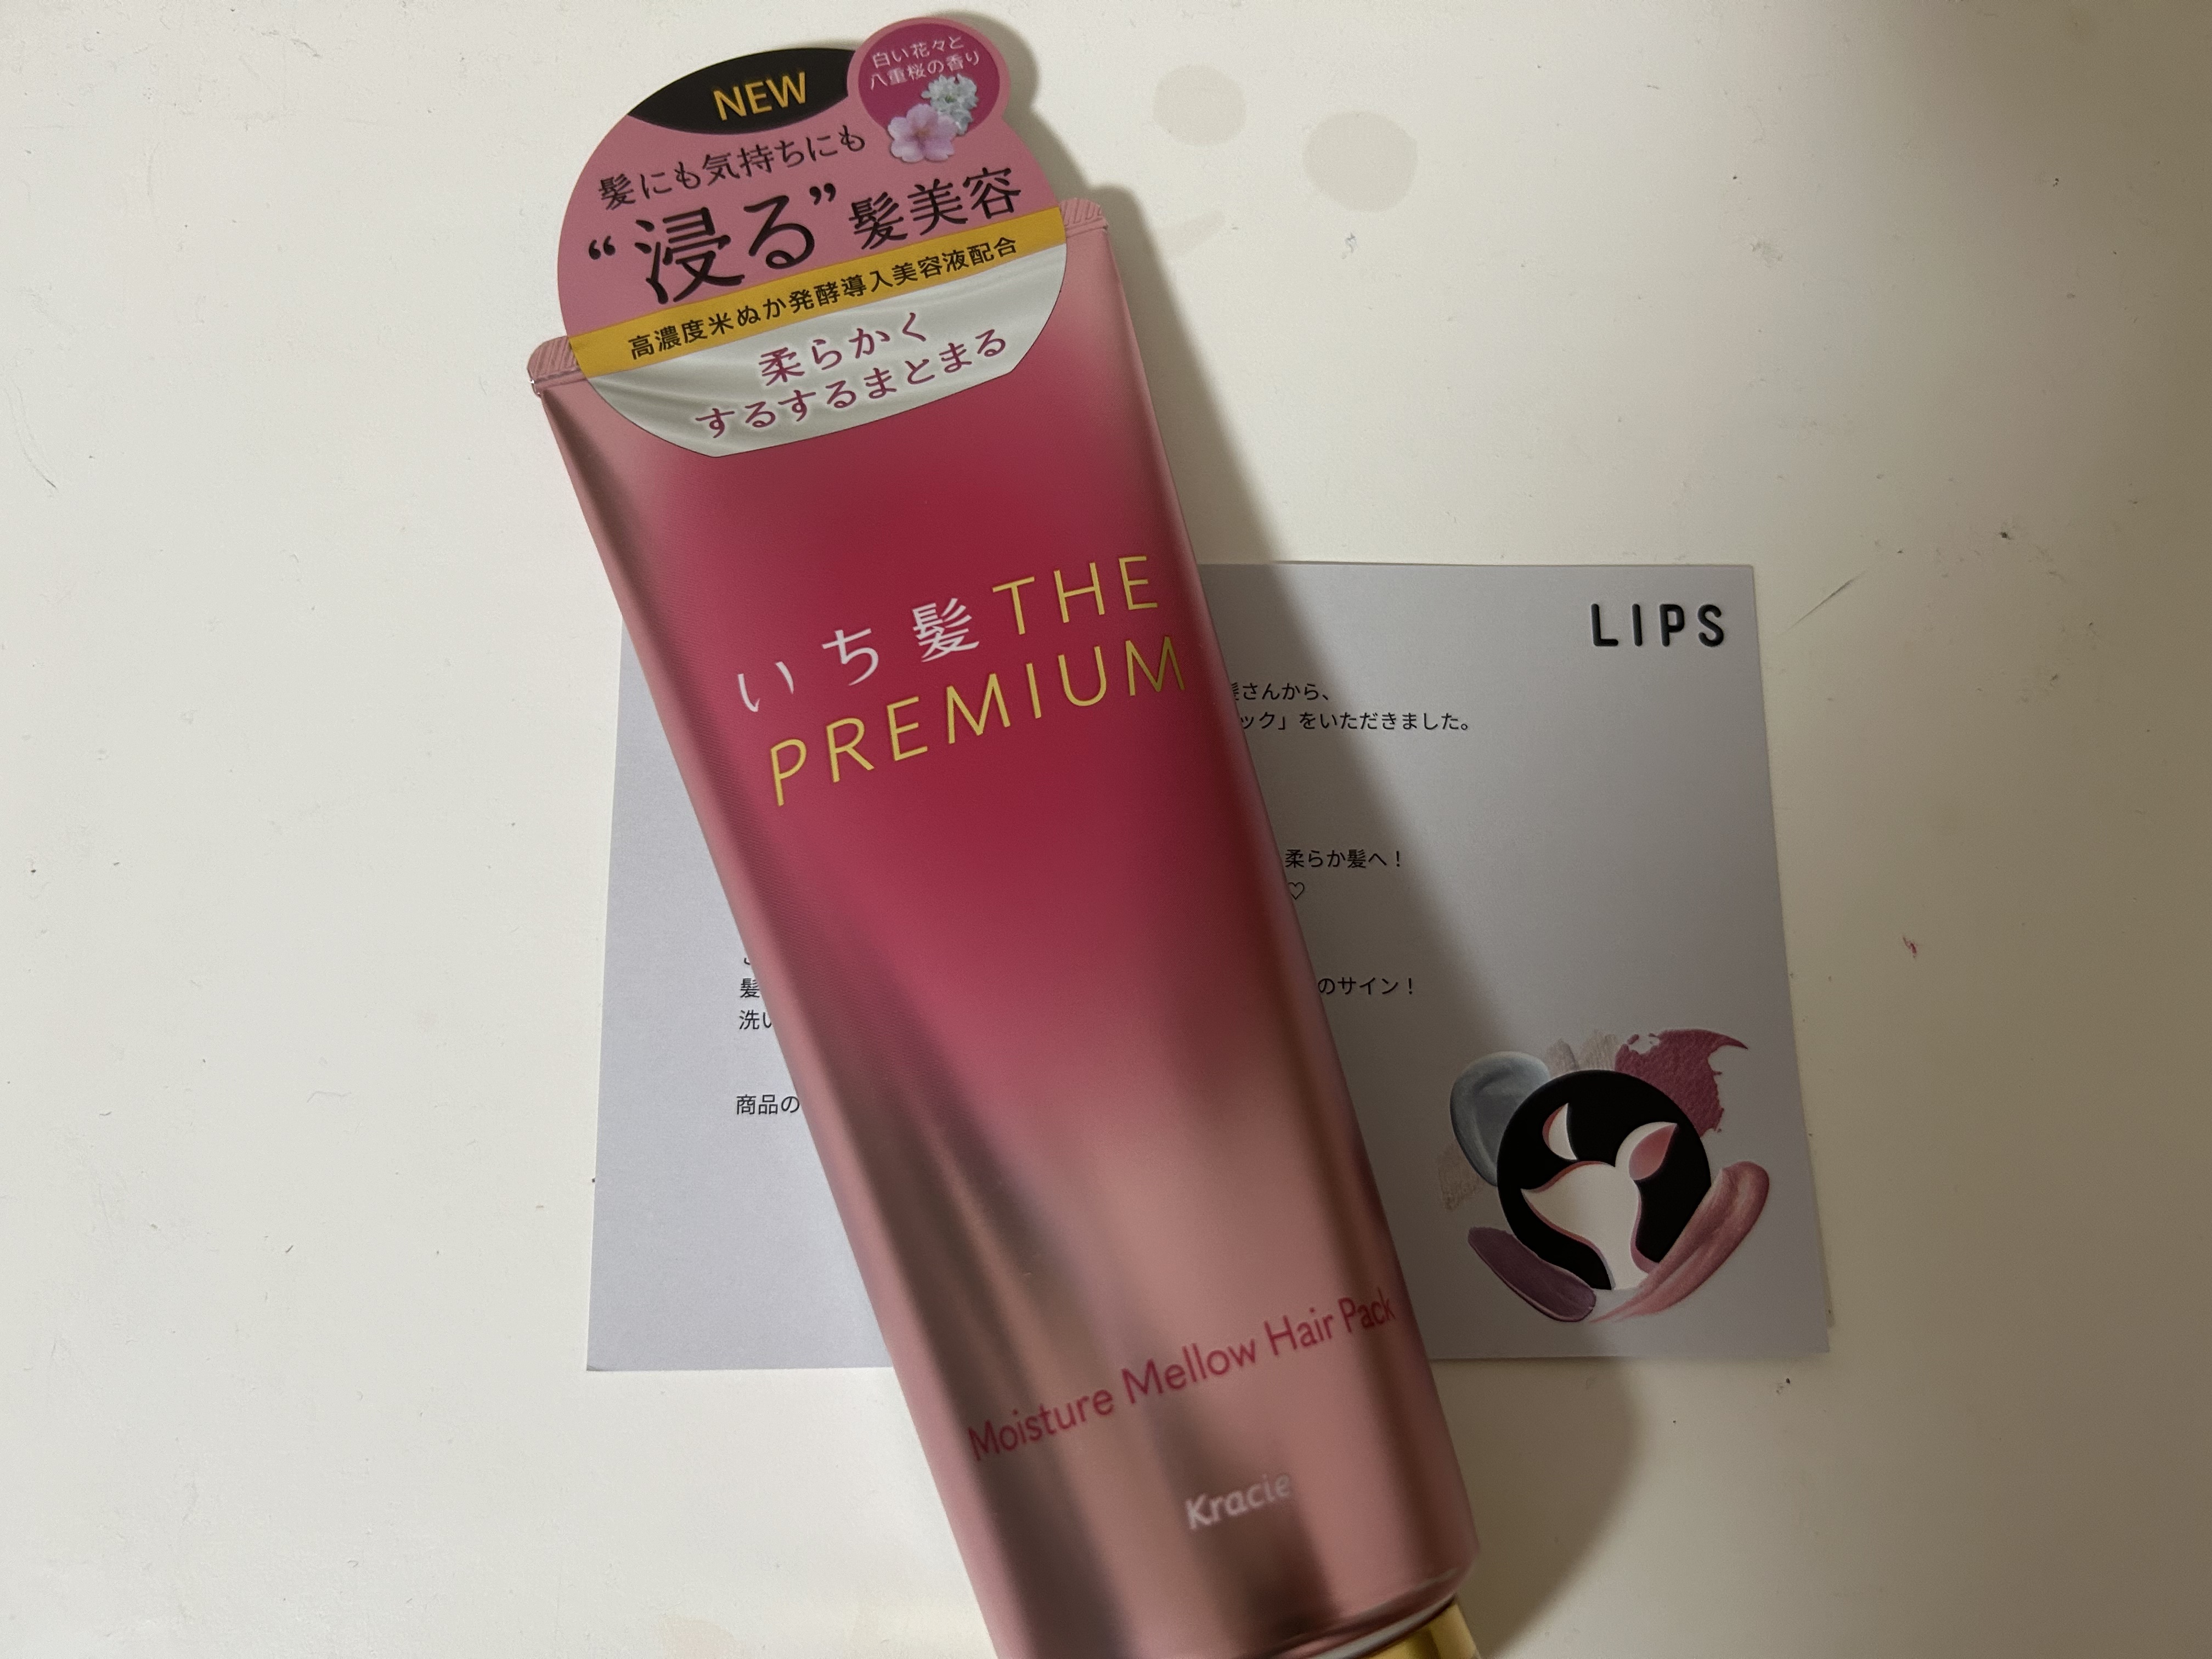 NEW
白い花々と
八重桜の香り
髪にも気持ちにも
“浸る”髪美容
高濃度米ぬか発酵導入美容液配合
柔らかく
するするまとまる
いち髪 THE
PREMIUM
Moisture Mellow Hair Pack
Kracie
LIPS
髪さんから、
ック」をいただきました。
柔らか髪へ！
♡
髪
のサイン！
洗い
商品の